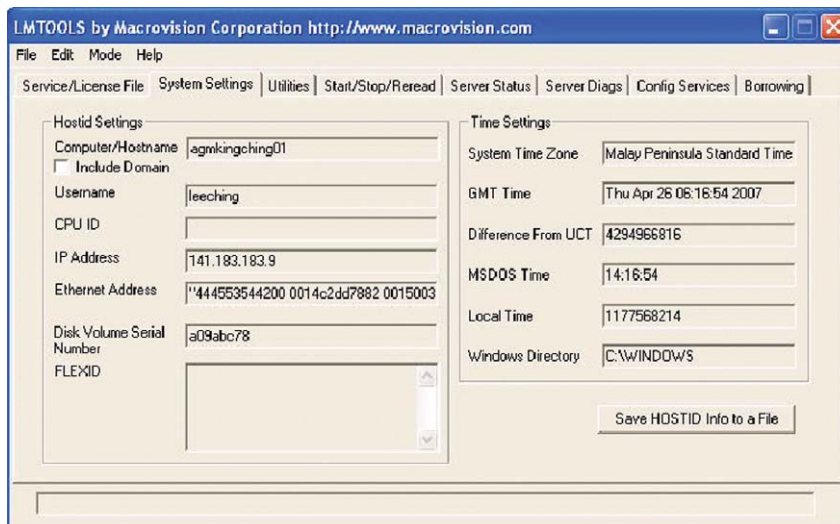 LMTOOLS by Macrovision Corporation http://www.macrovision.com
File Edit Mode Help
Service/License File System Settings Utilities Start/Stop/Reread Server Status Server Diags Config Services Borrowing
Hostid Settings
Computer/Hostname agmkingching01
Include Domain
Username leeching
CPU ID
IP Address 141.183.183.9
Ethernet Address "444553544200 0014c2dd7882 0015003
Disk Volume Serial Number a09abc78
FLEXID
Time Settings
System Time Zone Malay Peninsula Standard Time
GMT Time Thu Apr 26 06:16:54 2007
Difference From UCT 4294966816
MSDOS Time 14:16:54
Local Time 1177568214
Windows Directory C:\WINDOWS
Save HOSTID Info to a File